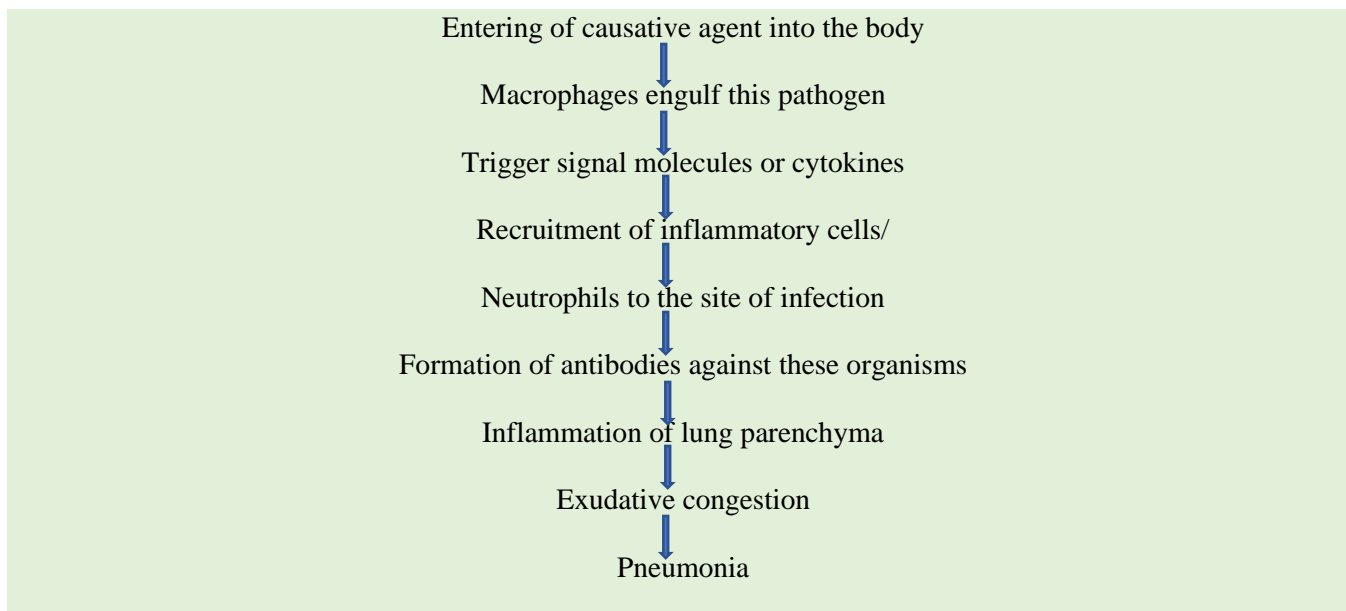 Entering of causative agent into the body
Macrophages engulf this pathogen
Trigger signal molecules or cytokines
Recruitment of inflammatory cells/
Neutrophils to the site of infection
Formation of antibodies against these organisms
Inflammation of lung parenchyma
Exudative congestion
Pneumonia